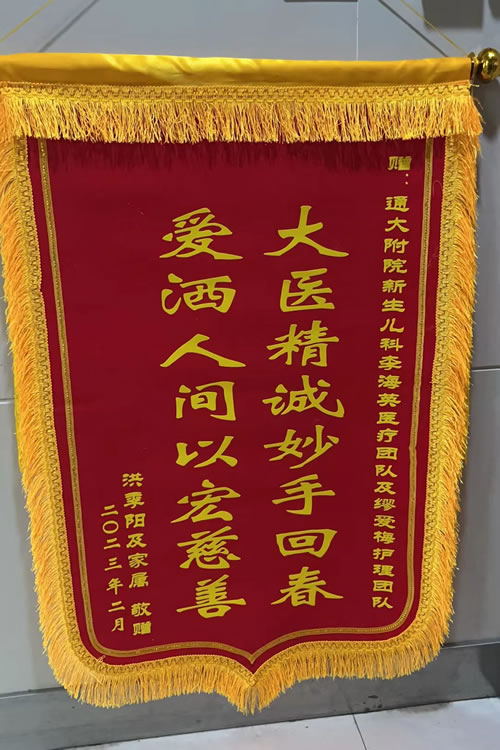 赠：通大附院新生儿科李海英医疗团队及缪爱梅护理团队
大医精诚妙手回春
爱洒人间以宏慈善
洪季阳及家属 敬赠
二〇二三年二月